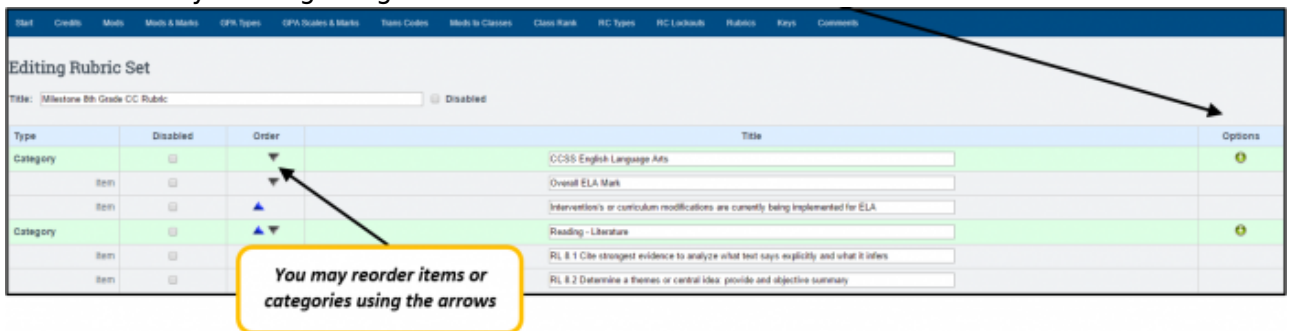 Start Credits Mods Mods & Marks GPA Types GPA Scales & Marks Trans Codes Mods to Classes Class Rank RC Types RC Lockouts Rubrics Keys Comments
Editing Rubric Set
Title: Milestone 8th Grade CC Rubric Disabled
Type Disabled Order Title Options
Category CCSS English Language Arts
Item Overall ELA Mark
Item Intervention's or curriculum modifications are currently being implemented for ELA
Category Reading - Literature
Item RL 8.1 Cite strongest evidence to analyze what text says explicitly and what it infers
Item RL 8.2 Determine a themes or central idea: provide and objective summary
You may reorder items or
categories using the arrows